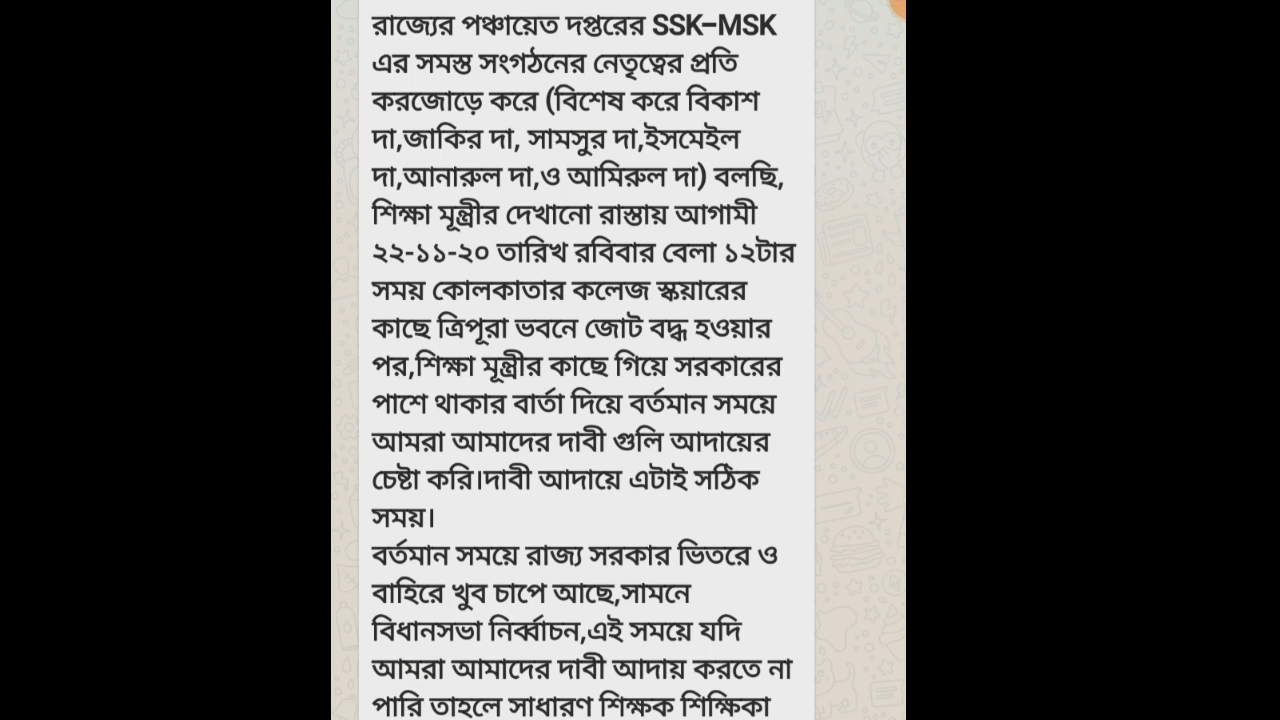 রাজ্যের পঞ্চায়েত দপ্তরের SSK-MSK
এর সমস্ত সংগঠনের নেতৃত্বের প্রতি
করজোড়ে করে (বিশেষ করে বিকাশ
দা,জাকির দা, সামসুর দা,ইসমেইল
দা,আনারুল দা,ও আমিরুল দা) বলছি,
শিক্ষা মূন্ত্রীর দেখানো রাস্তায় আগামী
২২-১১-২০ তারিখ রবিবার বেলা ১২টার
সময় কোলকাতার কলেজ স্কয়ারের
কাছে ত্রিপূরা ভবনে জোট বদ্ধ হওয়ার
পর,শিক্ষা মূন্ত্রীর কাছে গিয়ে সরকারের
পাশে থাকার বার্তা দিয়ে বর্তমান সময়ে
আমরা আমাদের দাবী গুলি আদায়ের
চেষ্টা করি।দাবী আদায়ে এটাই সঠিক
সময়।
বর্তমান সময়ে রাজ্য সরকার ভিতরে ও
বাহিরে খুব চাপে আছে,সামনে
বিধানসভা নির্ব্বাচন,এই সময়ে যদি
আমরা আমাদের দাবী আদায় করতে না
পারি তাহলে সাধারণ শিক্ষক শিক্ষিকা